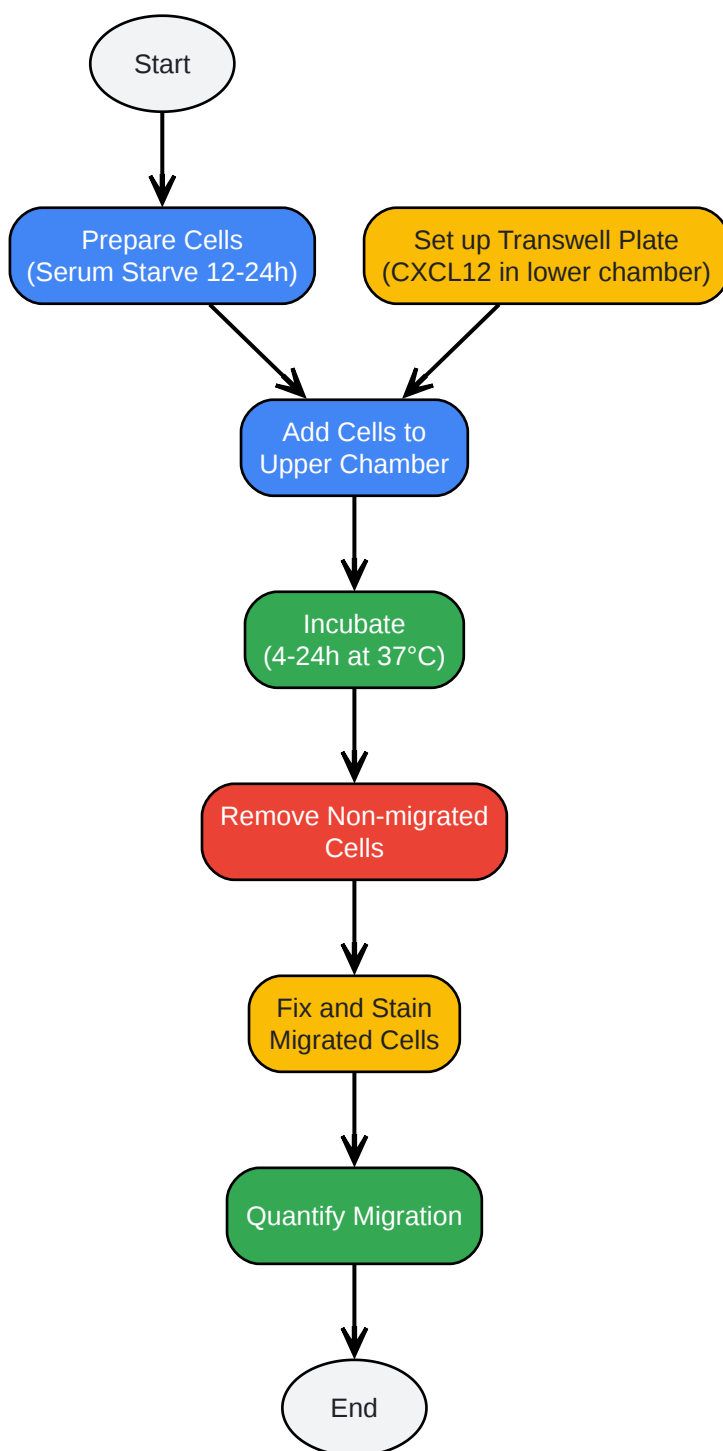 Start
Prepare Cells
(Serum Starve 12-24h)
Set up Transwell Plate
(CXCL12 in lower chamber)
Add Cells to
Upper Chamber
Incubate
(4-24h at 37°C)
Remove Non-migrated
Cells
Fix and Stain
Migrated Cells
Quantify Migration
End